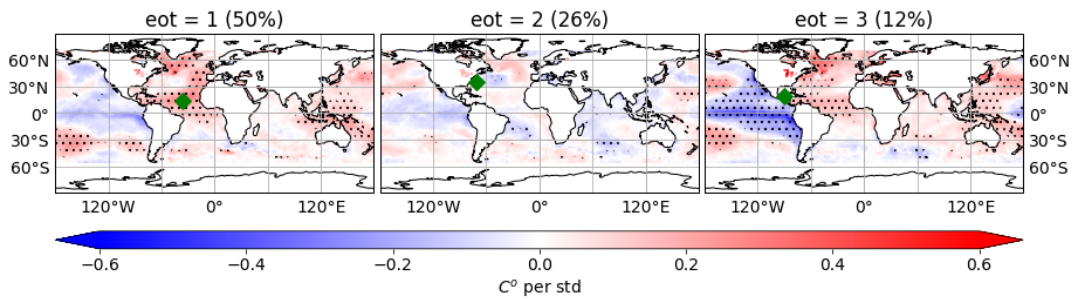 eot = 1 (50%) eot = 2 (26%) eot = 3 (12%)
60°N 60°N
30°N 30°N
0° 0°
30°S 30°S
60°S 60°S
120°W 0° 120°E 120°W 0° 120°E 120°W 0° 120°E
−0.6 −0.4 −0.2 0.0 0.2 0.4 0.6
C° per std